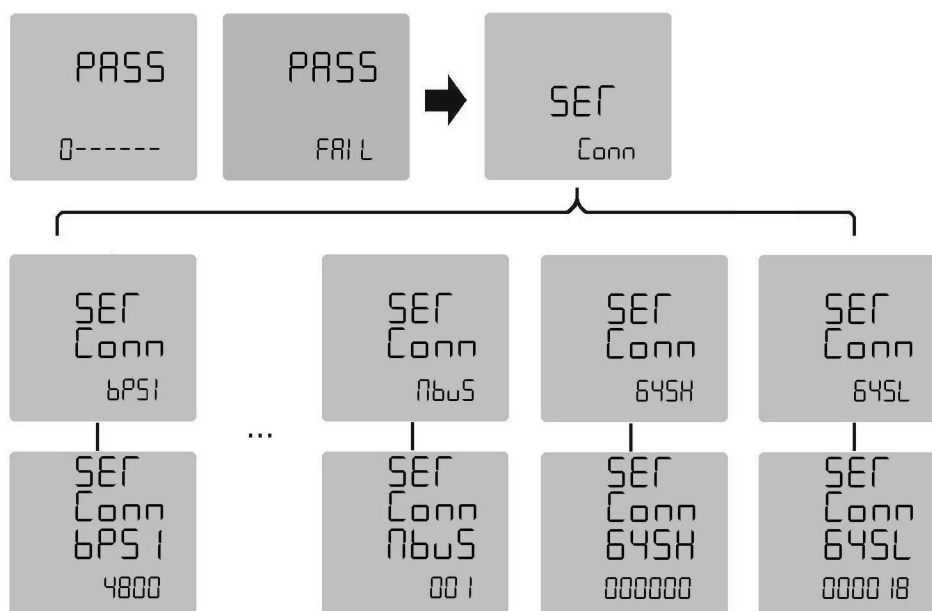 PASS
0------
PASS
FAIL
SET
Conn
SET
Conn
bPS1
...
SET
Conn
MbuS
SET
Conn
645H
SET
Conn
645L
SET
Conn
bPS1
4800
SET
Conn
MbuS
001
SET
Conn
645H
000000
SET
Conn
645L
000018